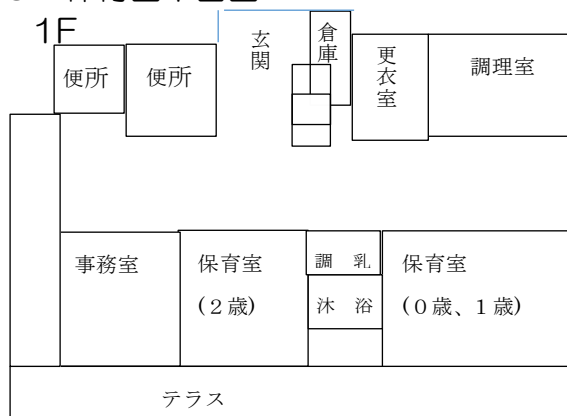 1F
便所
便所
玄関
倉庫
更衣室
調理室
事務室
保育室
(２歳)
調 乳
沐 浴
保育室
(０歳、１歳)
テラス